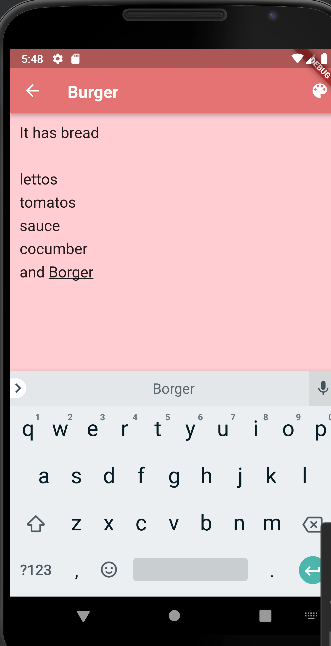 5:48
DEBUG
Burger
It has bread
lettos
tomatos
sauce
cocumber
and Borger
Borger
1 2 3 4 5 6 7 8 9
q w e r t y u i o p
a s d f g h j k l
z x c v b n m
?123 , .